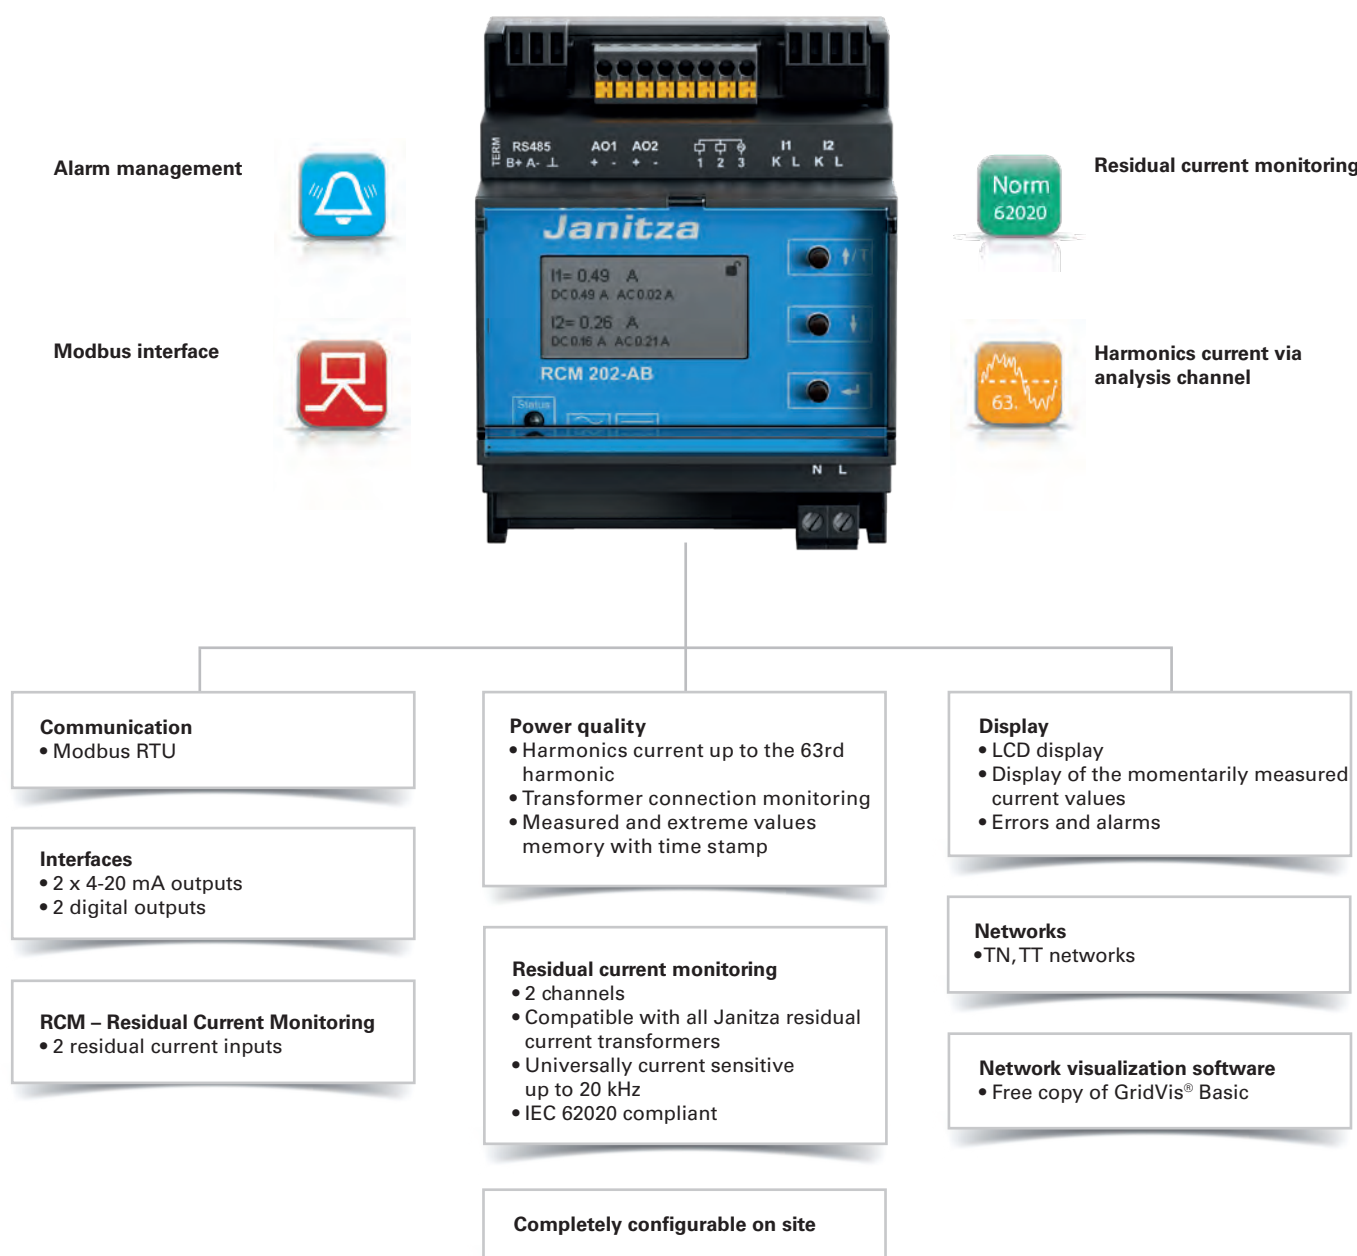 Alarm management
Modbus interface
TERM
RS485 AO1 AO2 I1 I2
B+ A- ⊥ + - + - 1 2 3 K L K L
Janitza
I1= 0.49 A
DC 0.49 A AC 0.02 A
I2= 0.26 A
DC 0.16 A AC 0.21 A
RCM 202-AB
Status
/T
N L
Norm
62020
Residual current monitoring
63.
Harmonics current via
analysis channel
Communication
• Modbus RTU
Interfaces
• 2 x 4-20 mA outputs
• 2 digital outputs
RCM – Residual Current Monitoring
• 2 residual current inputs
Power quality
• Harmonics current up to the 63rd
harmonic
• Transformer connection monitoring
• Measured and extreme values
memory with time stamp
Residual current monitoring
• 2 channels
• Compatible with all Janitza residual
current transformers
• Universally current sensitive
up to 20 kHz
• IEC 62020 compliant
Completely configurable on site
Display
• LCD display
• Display of the momentarily measured
current values
• Errors and alarms
Networks
• TN, TT networks
Network visualization software
• Free copy of GridVis® Basic